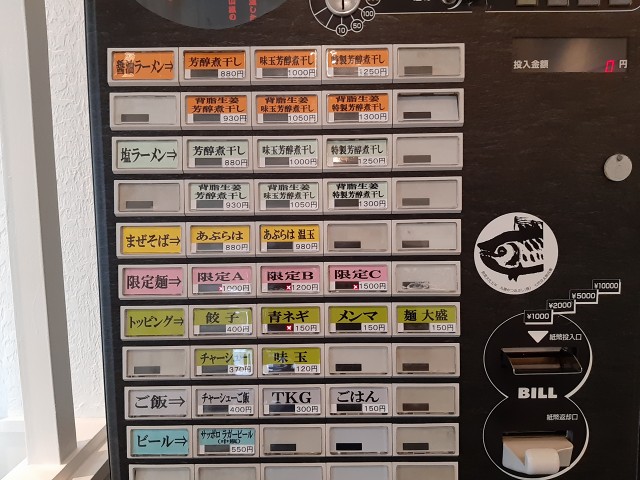 投入金額 0 円
醤油ラーメン⇒ 芳醇煮干し 880円 味玉芳醇煮干し 1000円 特製芳醇煮干し 1250円
背脂生姜 背脂生姜 背脂生姜
芳醇煮干し 930円 味玉芳醇煮干し 1050円 特製芳醇煮干し 1300円
塩ラーメン⇒ 芳醇煮干し 880円 味玉芳醇煮干し 1000円 特製芳醇煮干し 1250円
背脂生姜 背脂生姜 背脂生姜
芳醇煮干し 930円 味玉芳醇煮干し 1050円 特製芳醇煮干し 1300円
まぜそば⇒ あぶらは 880円 あぶらは 温玉 980円
限定麺⇒ 限定A 1000円 限定B 1200円 限定C 1500円
トッピング⇒ 餃子 400円 青ネギ 150円 メンマ 150円 麺 大盛 150円
チャーシュー 370円 味玉 120円
ご飯⇒ チャーシューご飯 400円 TKG 300円 ごはん 150円
ビール⇒ サッポロ ラガービール (中瓶) 550円
¥10000
¥5000
¥2000
¥1000
紙幣投入口
BILL
紙幣返却口
100
50
10